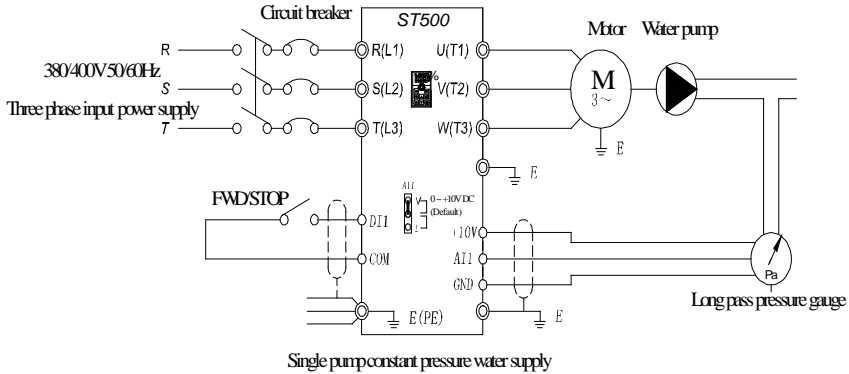 Circuit breaker
ST500
Motor
Water pump
R
R(L1)
U(T1)
380/400V 50/60Hz
S
S(L2)
V(T2)
M
3~
Three phase input power supply
T
T(L3)
W(T3)
E
E
AI1
FWD/STOP
V
0~+10V DC
(Default)
I
DI1
+10V
COM
AI1
GND
Pa
Long pass pressure gauge
E(PE)
E
Single pump constant pressure water supply